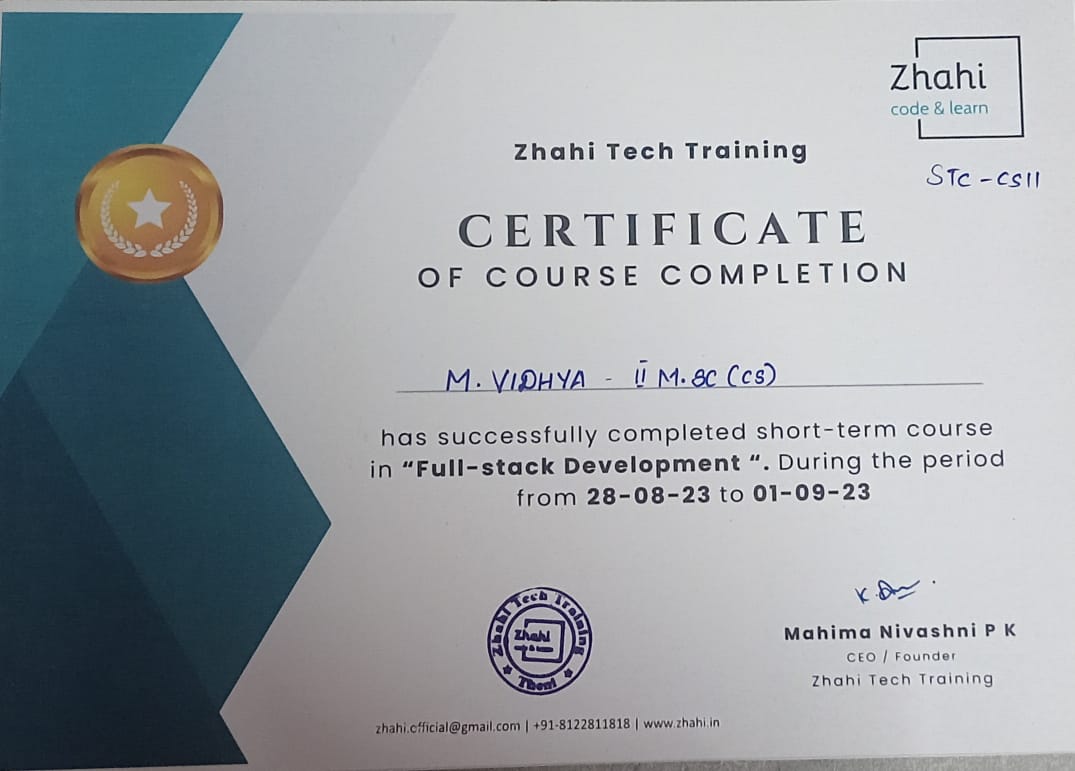 Zhahi
code & learn
Zhahi Tech Training
STC - CS11
CERTIFICATE
OF COURSE COMPLETION
M. VIDHYA - II M.SC (CS)
has successfully completed short-term course
in “Full-stack Development “. During the period
from 28-08-23 to 01-09-23
Zhahi Tech Training
Zhahi
Theni
K.
Mahima Nivashni P K
CEO / Founder
Zhahi Tech Training
zhahi.official@gmail.com | +91-8122811818 | www.zhahi.in